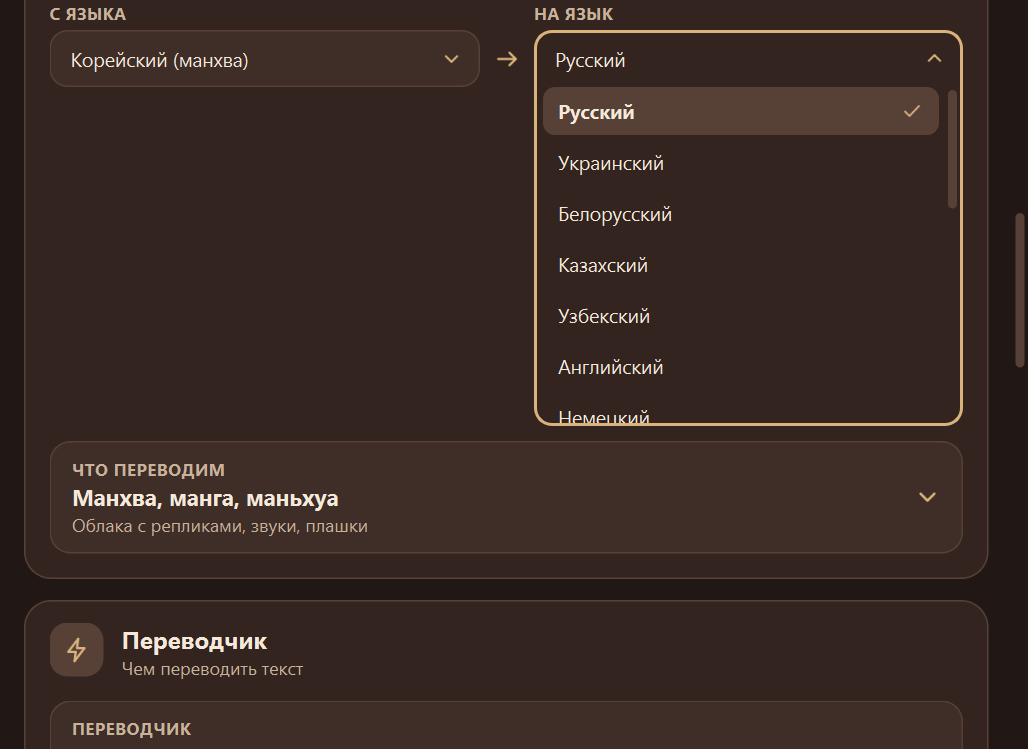 С ЯЗЫКА
Корейский (манхва)
НА ЯЗЫК
Русский
Русский
Украинский
Белорусский
Казахский
Узбекский
Английский
Немецкий
ЧТО ПЕРЕВОДИМ
Манхва, манга, маньхуа
Облака с репликами, звуки, плашки
Переводчик
Чем переводить текст
ПЕРЕВОДЧИК